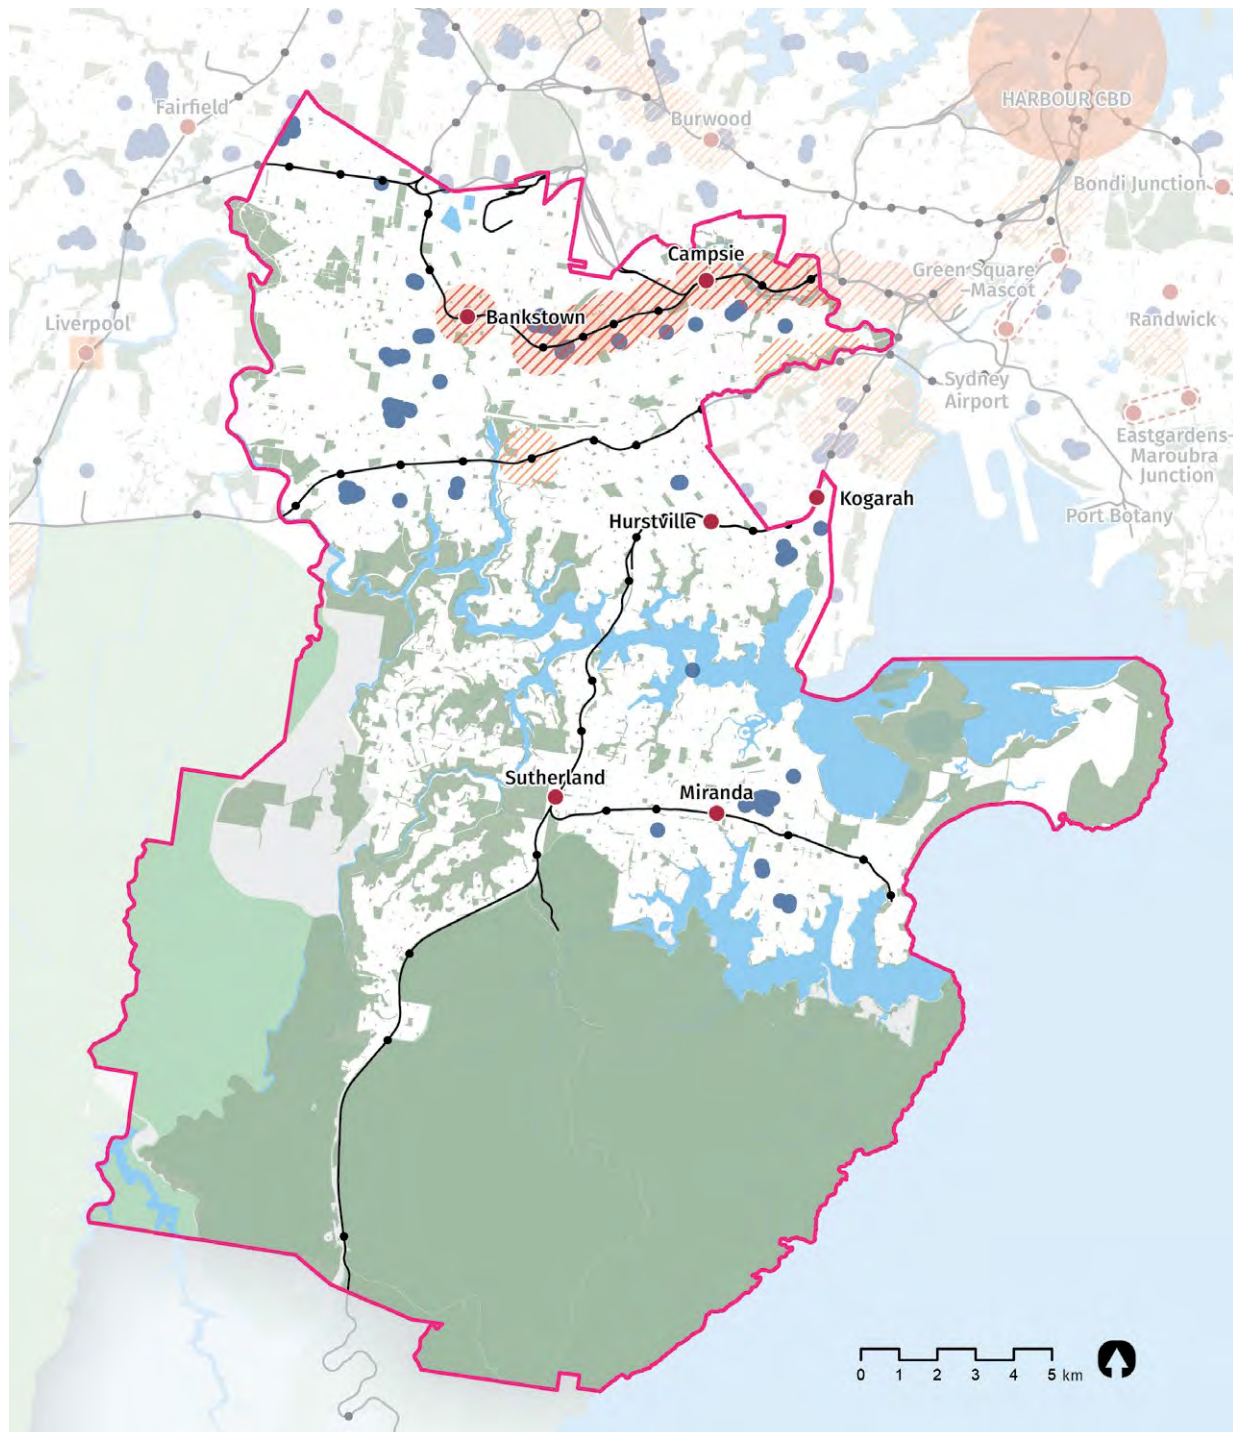 HARBOUR CBD
Fairfield
Burwood
Bondi Junction
Campsie
Green Square
–Mascot
Bankstown
Liverpool
Randwick
Sydney
Airport
Eastgardens-
Maroubra
Junction
Kogarah
Hurstville
Port Botany
Sutherland
Miranda
0 1 2 3 4 5 km